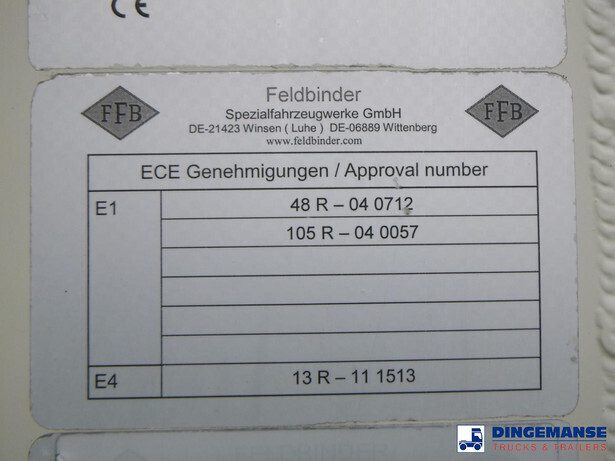 CE
FFB
Feldbinder
FFB
Spezialfahrzeugwerke GmbH
DE-21423 Winsen ( Luhe ) DE-06889 Wittenberg
www.feldbinder.com
ECE Genehmigungen / Approval number
E1
48 R – 04 0712
105 R – 04 0057
E4
13 R – 11 1513
DINGEMANSE
TRUCKS & TRAILERS